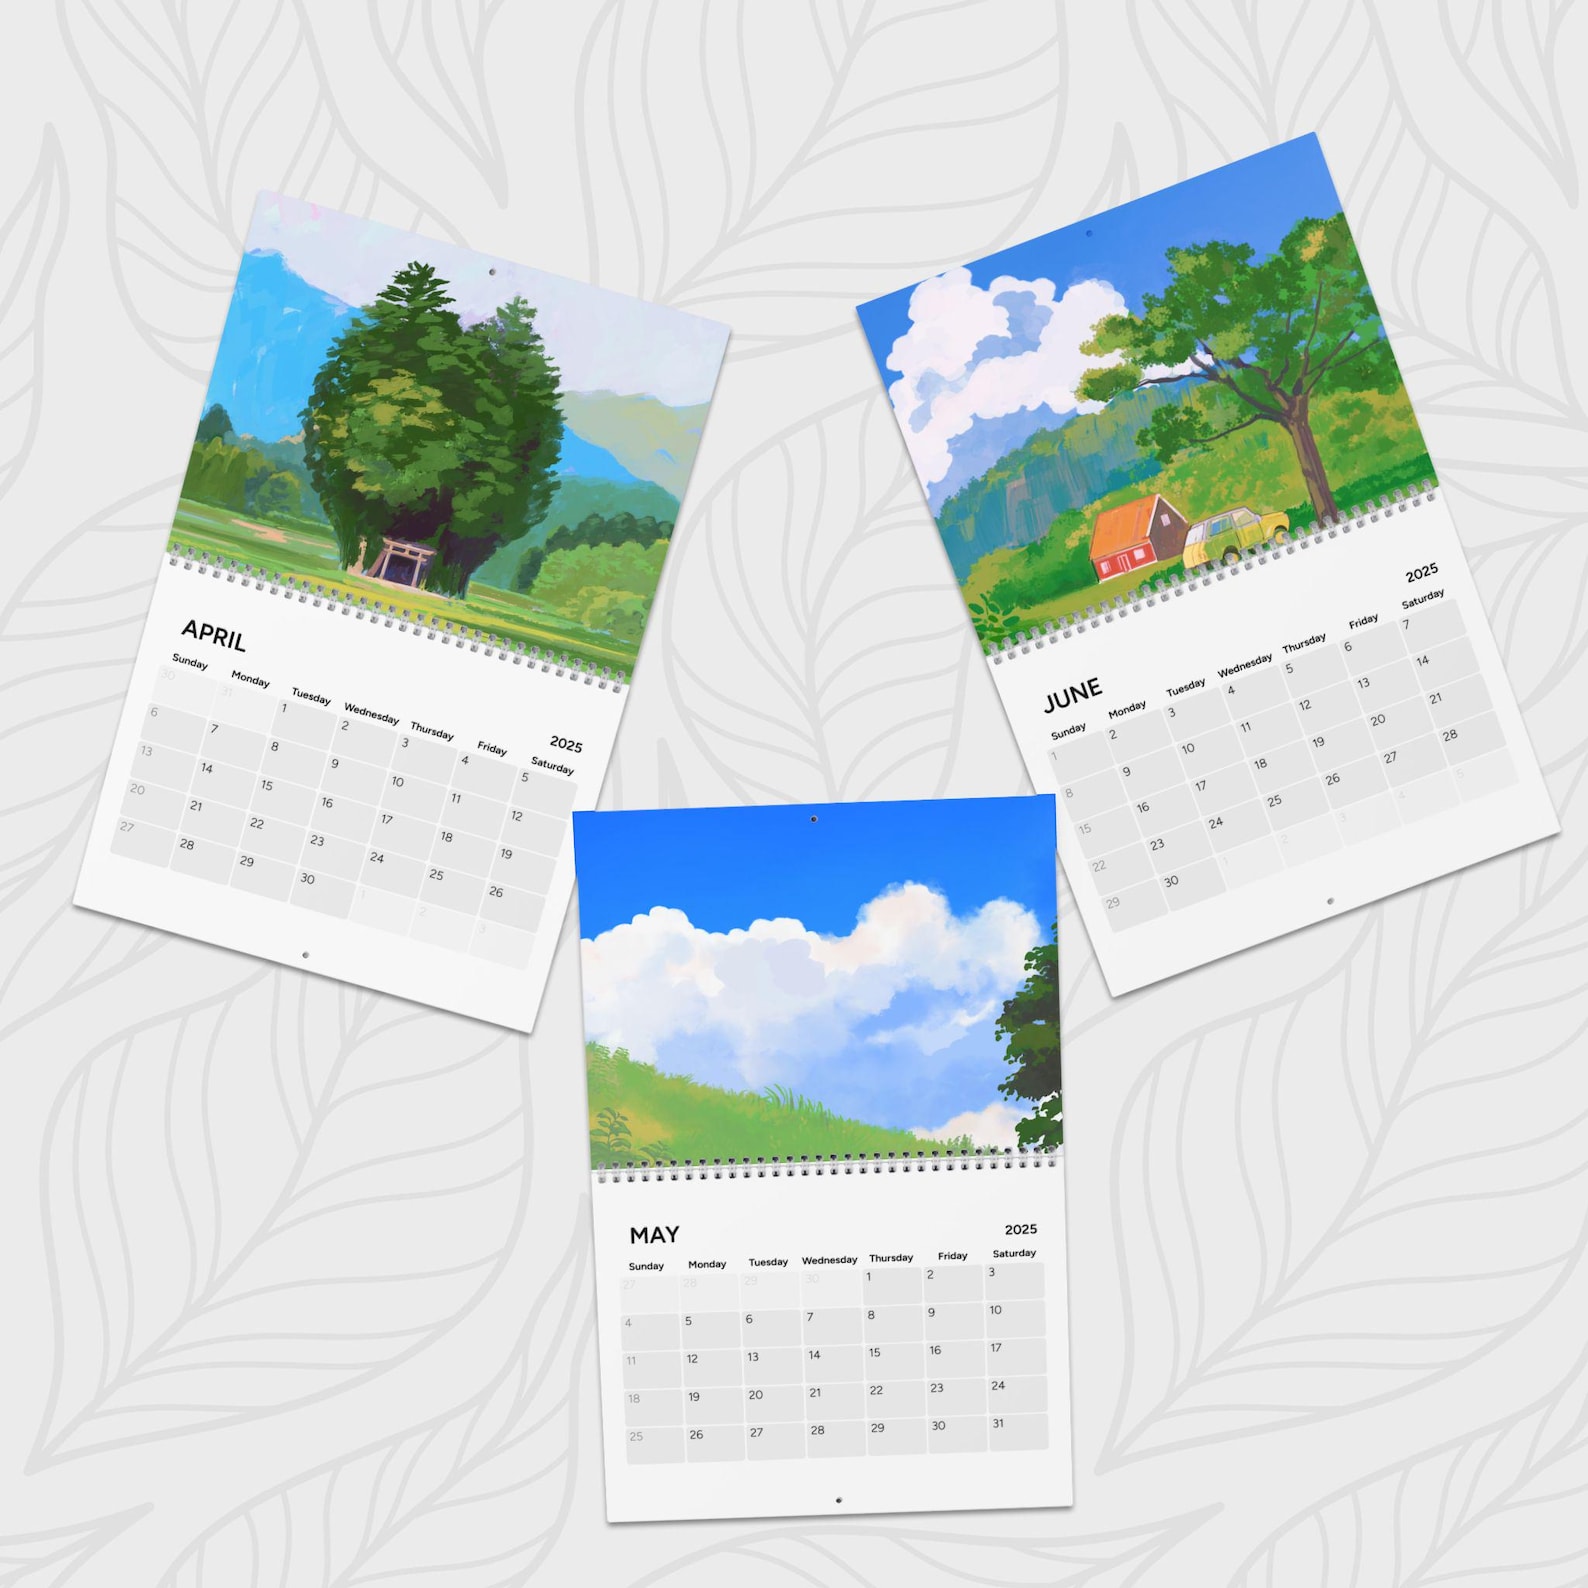 APRIL
2025
Sunday Monday Tuesday Wednesday Thursday Friday Saturday
30 31 1 2 3 4 5
6 7 8 9 10 11 12
13 14 15 16 17 18 19
20 21 22 23 24 25 26
27 28 29 30 1 2 3
JUNE
2025
Sunday Monday Tuesday Wednesday Thursday Friday Saturday
1 2 3 4 5 6 7
8 9 10 11 12 13 14
15 16 17 18 19 20 21
22 23 24 25 26 27 28
29 30 1 2 3 4 5
MAY
2025
Sunday Monday Tuesday Wednesday Thursday Friday Saturday
27 28 29 30 1 2 3
4 5 6 7 8 9 10
11 12 13 14 15 16 17
18 19 20 21 22 23 24
25 26 27 28 29 30 31